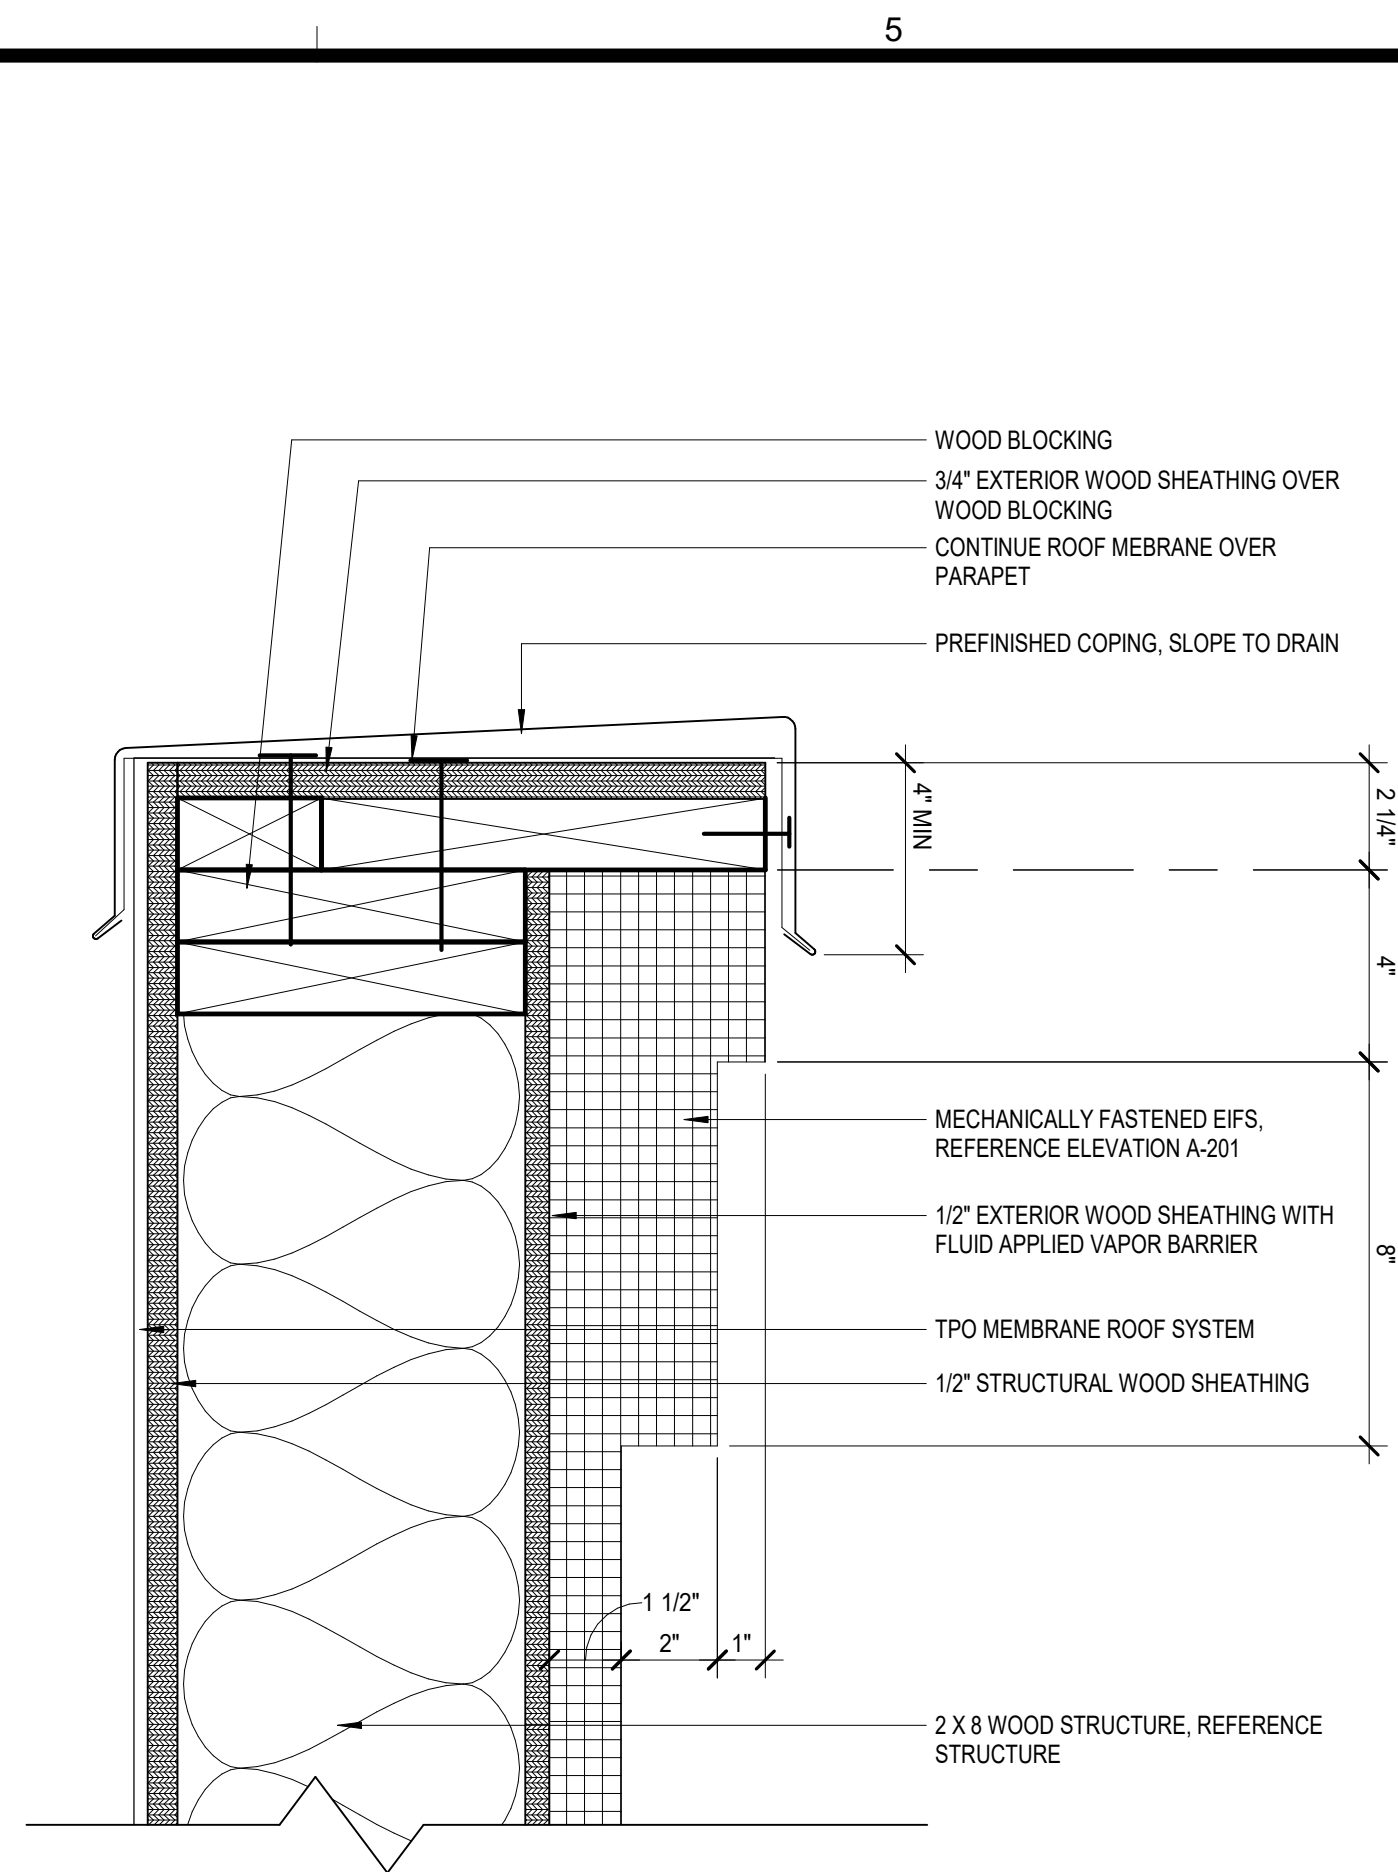 5
WOOD BLOCKING
3/4" EXTERIOR WOOD SHEATHING OVER
WOOD BLOCKING
CONTINUE ROOF MEBRANE OVER
PARAPET
PREFINISHED COPING, SLOPE TO DRAIN
4" MIN
2 1/4"
4"
MECHANICALLY FASTENED EIFS,
REFERENCE ELEVATION A-201
1/2" EXTERIOR WOOD SHEATHING WITH
FLUID APPLIED VAPOR BARRIER
8"
TPO MEMBRANE ROOF SYSTEM
1/2" STRUCTURAL WOOD SHEATHING
1 1/2"
2"
1"
2 X 8 WOOD STRUCTURE, REFERENCE
STRUCTURE